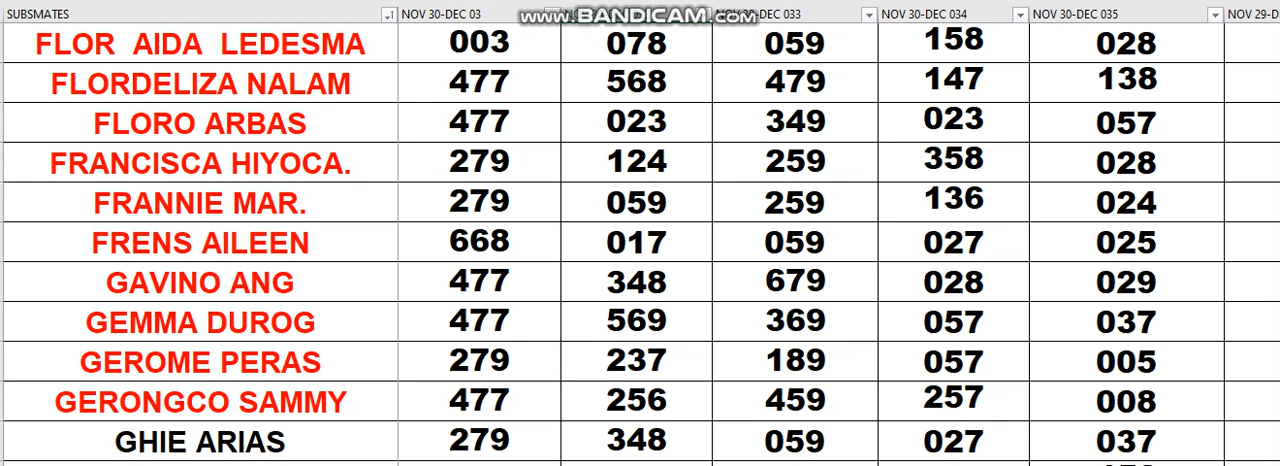 SUBSMATES NOV 30-DEC 03 www.BANDICAM.com -DEC 033 NOV 30-DEC 034 NOV 30-DEC 035 NOV 29-D
FLOR AIDA LEDESMA 003 078 059 158 028
FLORDELIZA NALAM 477 568 479 147 138
FLORO ARBAS 477 023 349 023 057
FRANCISCA HIYOCA. 279 124 259 358 028
FRANNIE MAR. 279 059 259 136 024
FRENS AILEEN 668 017 059 027 025
GAVINO ANG 477 348 679 028 029
GEMMA DUROG 477 569 369 057 037
GEROME PERAS 279 237 189 057 005
GERONGCO SAMMY 477 256 459 257 008
GHIE ARIAS 279 348 059 027 037